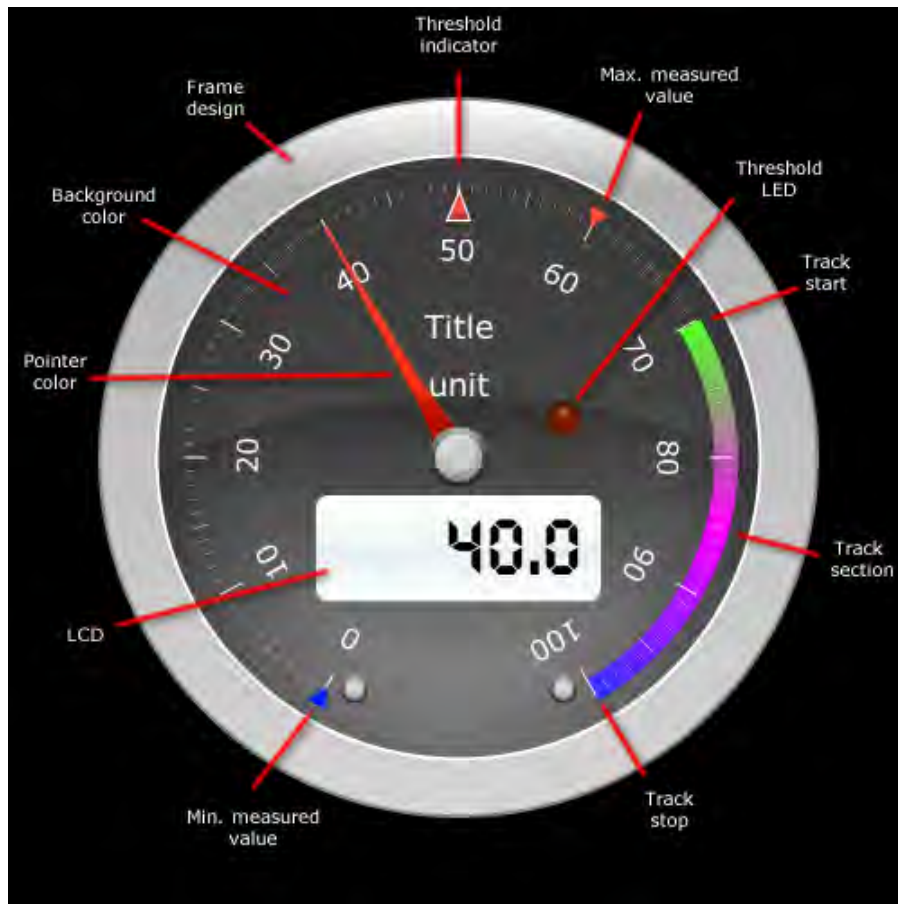 Threshold
indicator
Max. measured
value
Frame
design
Threshold
LED
Background
color
Track
start
Pointer
color
50
40
60
Title
30
70
unit
20
80
40.0
10
90
Track
section
LCD
0
100
Min. measured
value
Track
stop